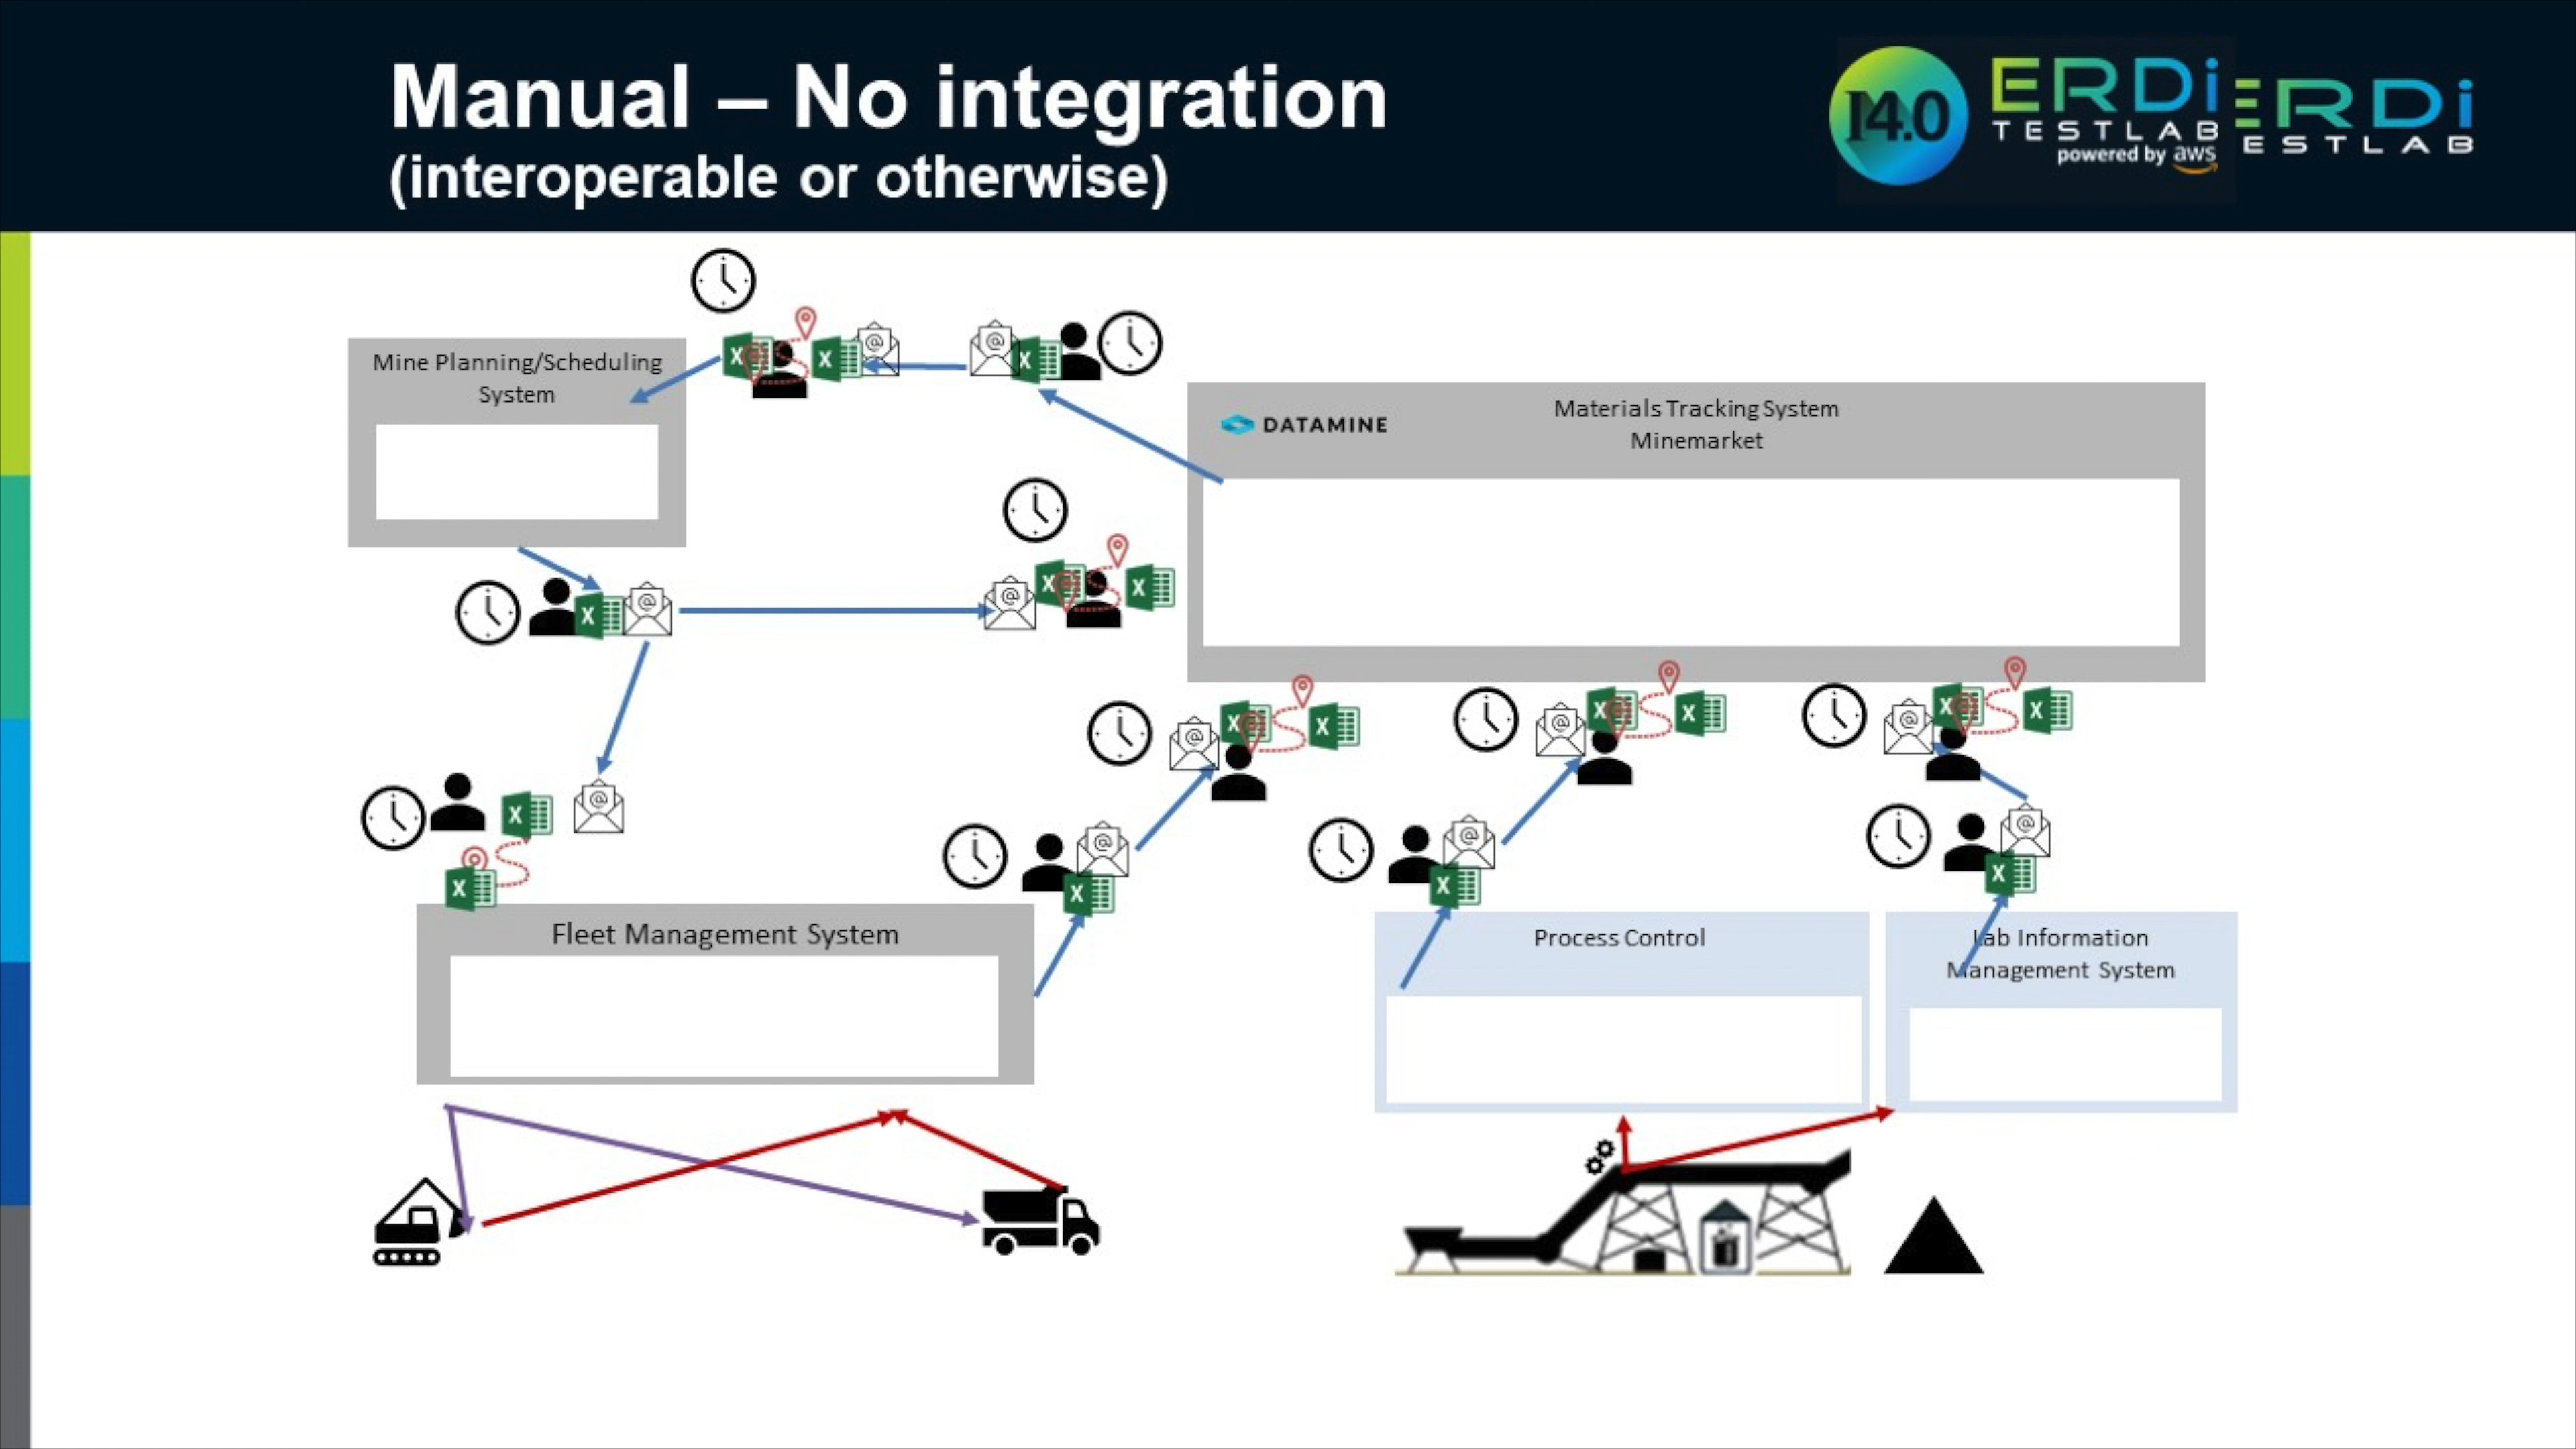 Manual – No integration
(interoperable or otherwise)
I4.0
ERDi
TESTLAB
powered by aws
ERDi
ESTLAB
Mine Planning/Scheduling
System
DATAMINE
Materials Tracking System
Minemarket
Fleet Management System
Process Control
Lab Information
Management System